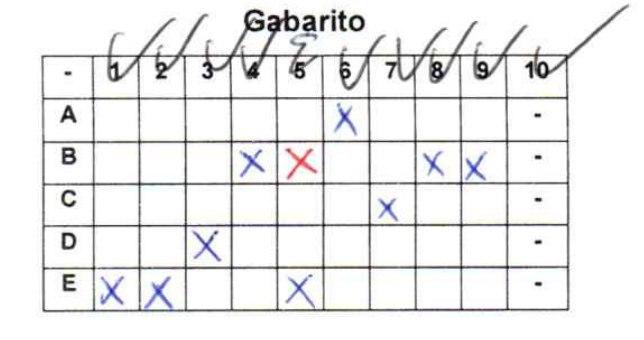 Gabarito
- 1 2 3 4 5 6 7 8 9 10
A X -
B X X X X -
C X -
D X -
E X X X -